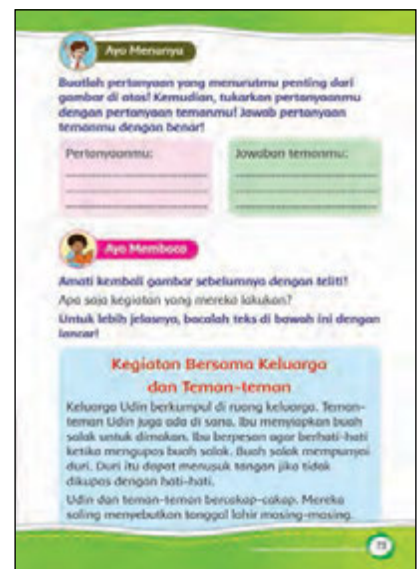 Ayo Menanya
Buatlah pertanyaan yang menurutmu penting dari
gambar di atas! Kemudian, tukarkan pertanyaanmu
dengan pertanyaan temanmu! Jawab pertanyaan
temanmu dengan benar!
Pertanyaanmu: Jawaban temanmu:
Ayo Membaca
Amati kembali gambar sebelumnya dengan teliti!
Apa saja kegiatan yang mereka lakukan?
Untuk lebih jelasnya, bacalah teks di bawah ini dengan
lancar!
Kegiatan Bersama Keluarga
dan Teman-teman
Keluarga Udin berkumpul di ruang keluarga. Teman-
teman Udin juga ada di sana. Ibu menyiapkan buah
salak untuk dimakan. Ibu berpesan agar berhati-hati
ketika mengupas buah salak. Buah salak mempunyai
duri. Duri itu dapat menusuk tangan jika tidak
dikupas dengan hati-hati.
Udin dan teman-teman bercakap-cakap. Mereka
saling menyebutkan tanggal lahir masing-masing.